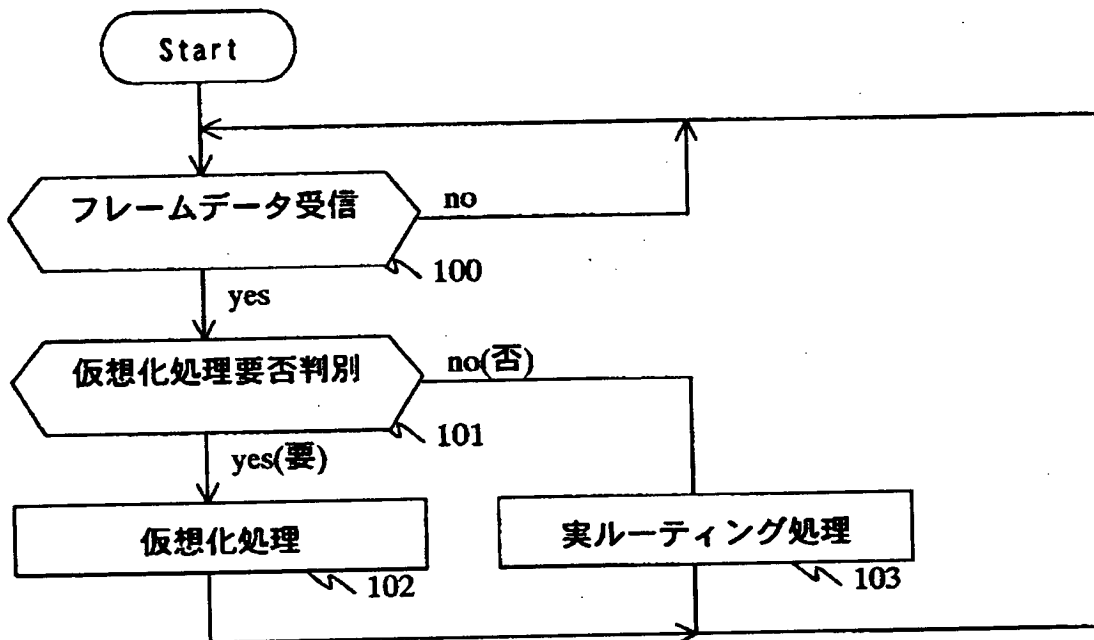 Start
フレームデータ受信
no
100
yes
仮想化処理要否判別
no(否)
101
yes(要)
仮想化処理
実ルーティング処理
102
103